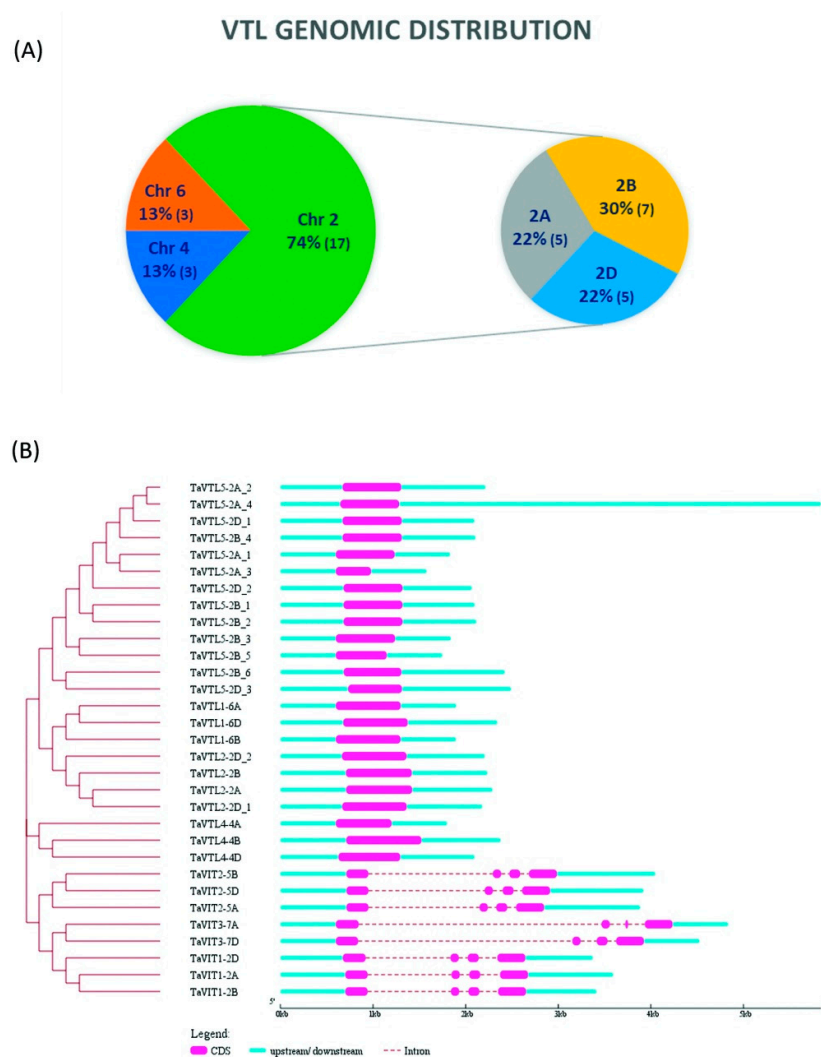 VTL GENOMIC DISTRIBUTION
(A)
Chr 6
13% (3)
Chr 4
13% (3)
Chr 2
74% (17)
2A
22% (5)
2B
30% (7)
2D
22% (5)
(B)
TaVTL5-2A_2
TaVTL5-2A_4
TaVTL5-2D_1
TaVTL5-2B_4
TaVTL5-2A_1
TaVTL5-2A_3
TaVTL5-2D_2
TaVTL5-2B_1
TaVTL5-2B_2
TaVTL5-2B_3
TaVTL5-2B_5
TaVTL5-2B_6
TaVTL5-2D_3
TaVTL1-6A
TaVTL1-6D
TaVTL1-6B
TaVTL2-2D_2
TaVTL2-2B
TaVTL2-2A
TaVTL2-2D_1
TaVTL4-4A
TaVTL4-4B
TaVTL4-4D
TaVIT2-5B
TaVIT2-5D
TaVIT2-5A
TaVIT3-7A
TaVIT3-7D
TaVIT1-2D
TaVIT1-2A
TaVIT1-2B
5'
0kb 1kb 2kb 3kb 4kb 5kb
Legend:
CDS upstream/ downstream Intron